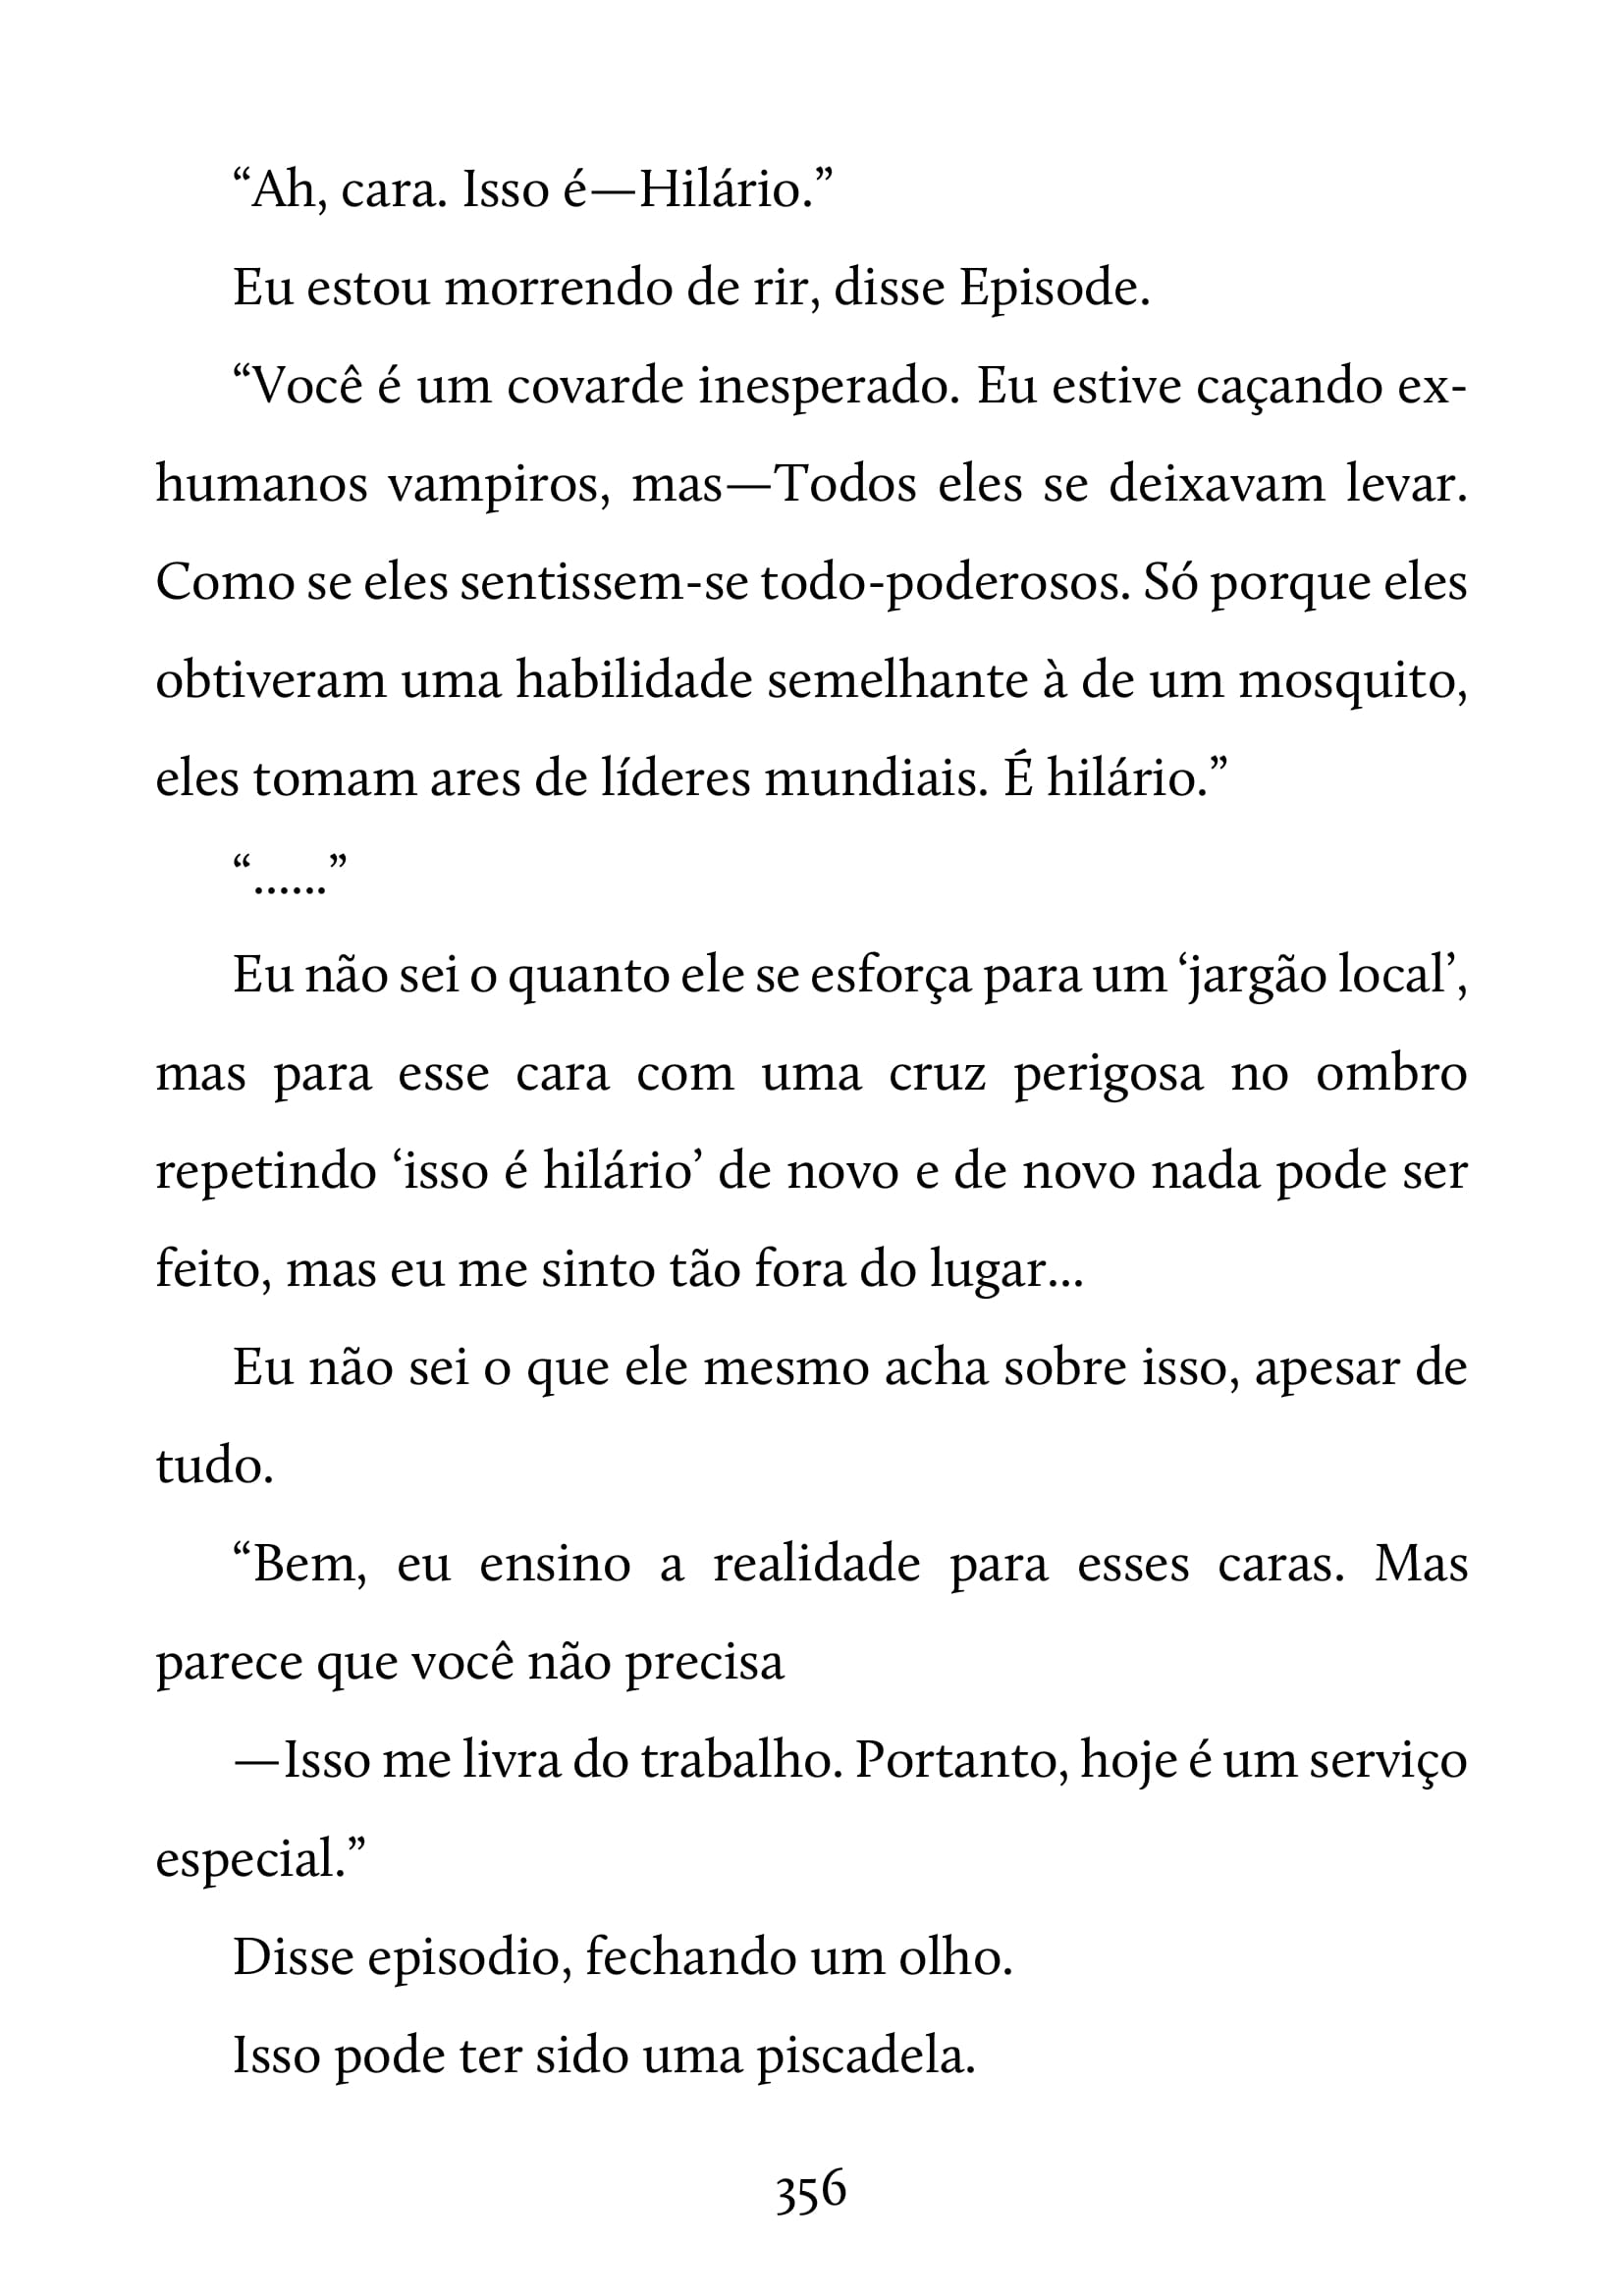 “Ah, cara. Isso é—Hilário.”
Eu estou morrendo de rir, disse Episode.
“Você é um covarde inesperado. Eu estive caçando ex-
humanos vampiros, mas—Todos eles se deixavam levar.
Como se eles sentissem-se todo-poderosos. Só porque eles
obtiveram uma habilidade semelhante à de um mosquito,
eles tomam ares de líderes mundiais. É hilário.”
“......”
Eu não sei o quanto ele se esforça para um ‘jargão local’,
mas para esse cara com uma cruz perigosa no ombro
repetindo ‘isso é hilário’ de novo e de novo nada pode ser
feito, mas eu me sinto tão fora do lugar...
Eu não sei o que ele mesmo acha sobre isso, apesar de
tudo.
“Bem, eu ensino a realidade para esses caras. Mas
parece que você não precisa
—Isso me livra do trabalho. Portanto, hoje é um serviço
especial.”
Disse episodio, fechando um olho.
Isso pode ter sido uma piscadela.
356